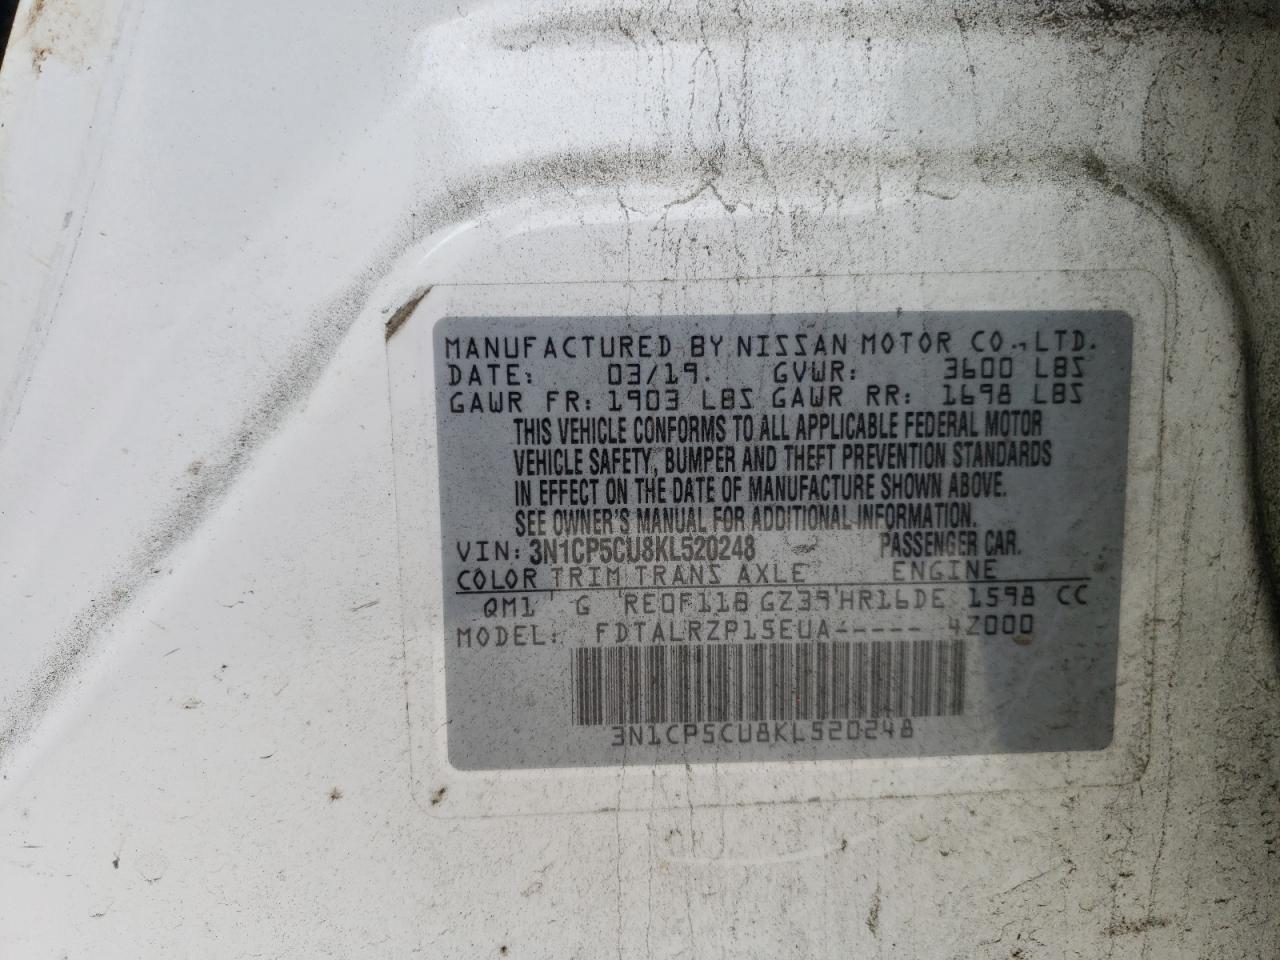 MANUFACTURED BY NISSAN MOTOR CO., LTD.
DATE: 03/19. GVWR: 3600 LBS
GAWR FR: 1903 LBS GAWR RR: 1698 LBS
THIS VEHICLE CONFORMS TO ALL APPLICABLE FEDERAL MOTOR
VEHICLE SAFETY, BUMPER AND THEFT PREVENTION STANDARDS
IN EFFECT ON THE DATE OF MANUFACTURE SHOWN ABOVE.
SEE OWNER'S MANUAL FOR ADDITIONAL INFORMATION.
VIN: 3N1CP5CU8KL520248 PASSENGER CAR.
COLOR TRIM TRANS AXLE ENGINE
QM1 G RE0F11B GZ39 HR16DE 1598 CC
MODEL: FDTALRZP15EUA----- 4Z000
3N1CP5CU8KL520248